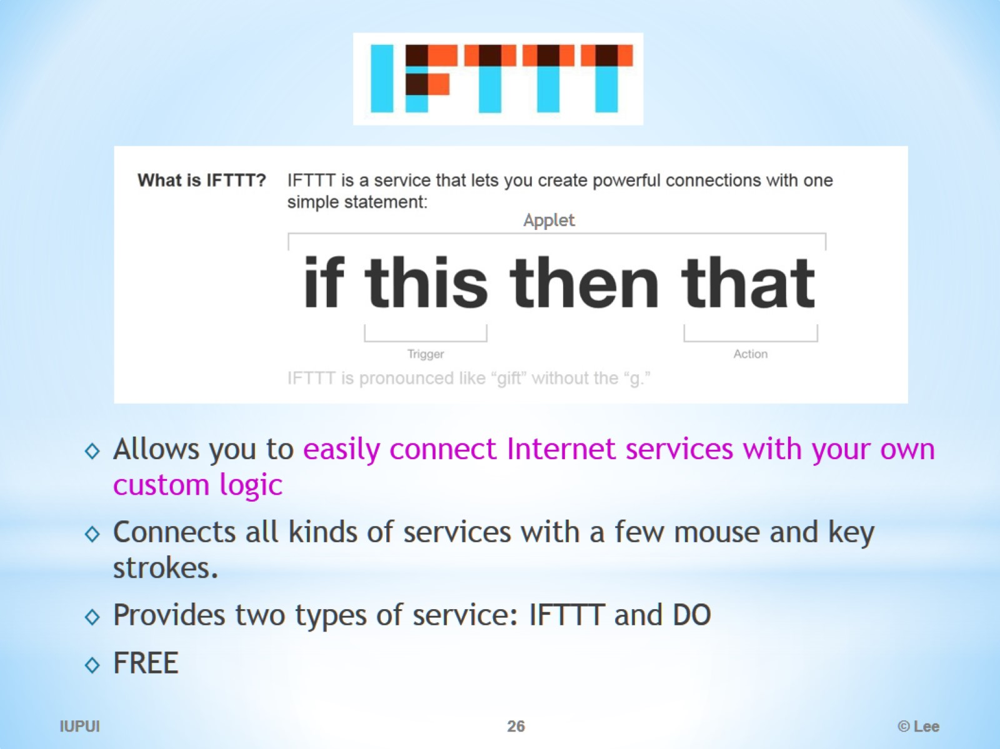 IFTTT
What is IFTTT? IFTTT is a service that lets you create powerful connections with one
simple statement:
Applet
if this then that
Trigger Action
IFTTT is pronounced like “gift” without the “g.”
◇ Allows you to easily connect Internet services with your own
custom logic
◇ Connects all kinds of services with a few mouse and key
strokes.
◇ Provides two types of service: IFTTT and DO
◇ FREE
IUPUI 26 © Lee